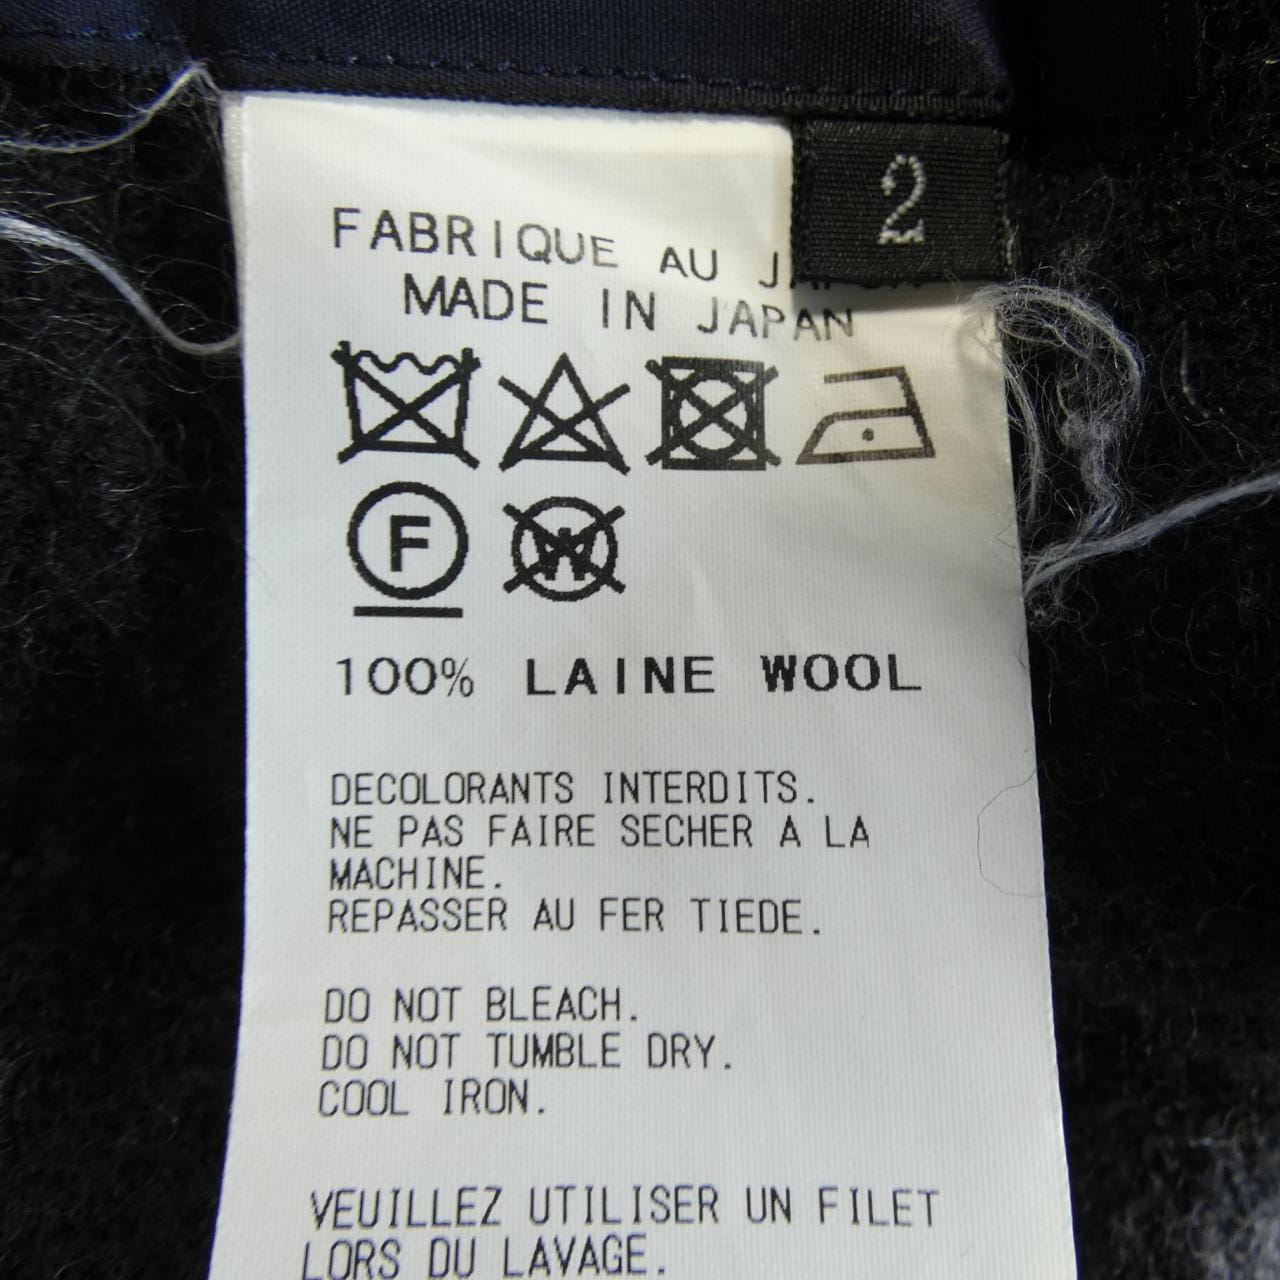 2
FABRIQUE AU
MADE IN JAPAN
F
W
100% LAINE WOOL
DECOLORANTS INTERDITS.
NE PAS FAIRE SECHER A LA
MACHINE.
REPASSER AU FER TIEDE.
DO NOT BLEACH.
DO NOT TUMBLE DRY.
COOL IRON.
VEUILLEZ UTILISER UN FILET
LORS DU LAVAGE.